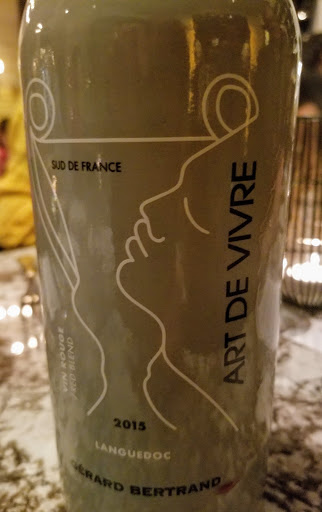 SUD DE FRANCE
ART DE VIVRE
VIN ROUGE
RED BLEND
2015
LANGUEDOC
GÉRARD BERTRAND